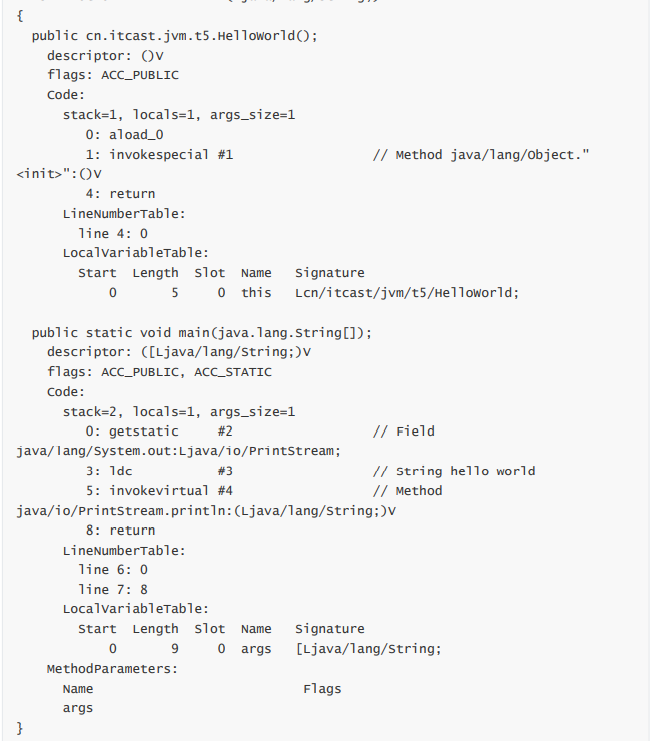 {
  public cn.itcast.jvm.t5.HelloWorld();
    descriptor: ()V
    flags: ACC_PUBLIC
    Code:
      stack=1, locals=1, args_size=1
         0: aload_0
         1: invokespecial #1                  // Method java/lang/Object."
<init>":()V
         4: return
      LineNumberTable:
        line 4: 0
      LocalVariableTable:
        Start  Length  Slot  Name   Signature
            0       5     0  this   Lcn/itcast/jvm/t5/HelloWorld;

  public static void main(java.lang.String[]);
    descriptor: ([Ljava/lang/String;)V
    flags: ACC_PUBLIC, ACC_STATIC
    Code:
      stack=2, locals=1, args_size=1
         0: getstatic     #2                  // Field
java/lang/System.out:Ljava/io/PrintStream;
         3: ldc           #3                  // String hello world
         5: invokevirtual #4                  // Method
java/io/PrintStream.println:(Ljava/lang/String;)V
         8: return
      LineNumberTable:
        line 6: 0
        line 7: 8
      LocalVariableTable:
        Start  Length  Slot  Name   Signature
            0       9     0  args   [Ljava/lang/String;
    MethodParameters:
      Name                           Flags
      args
}